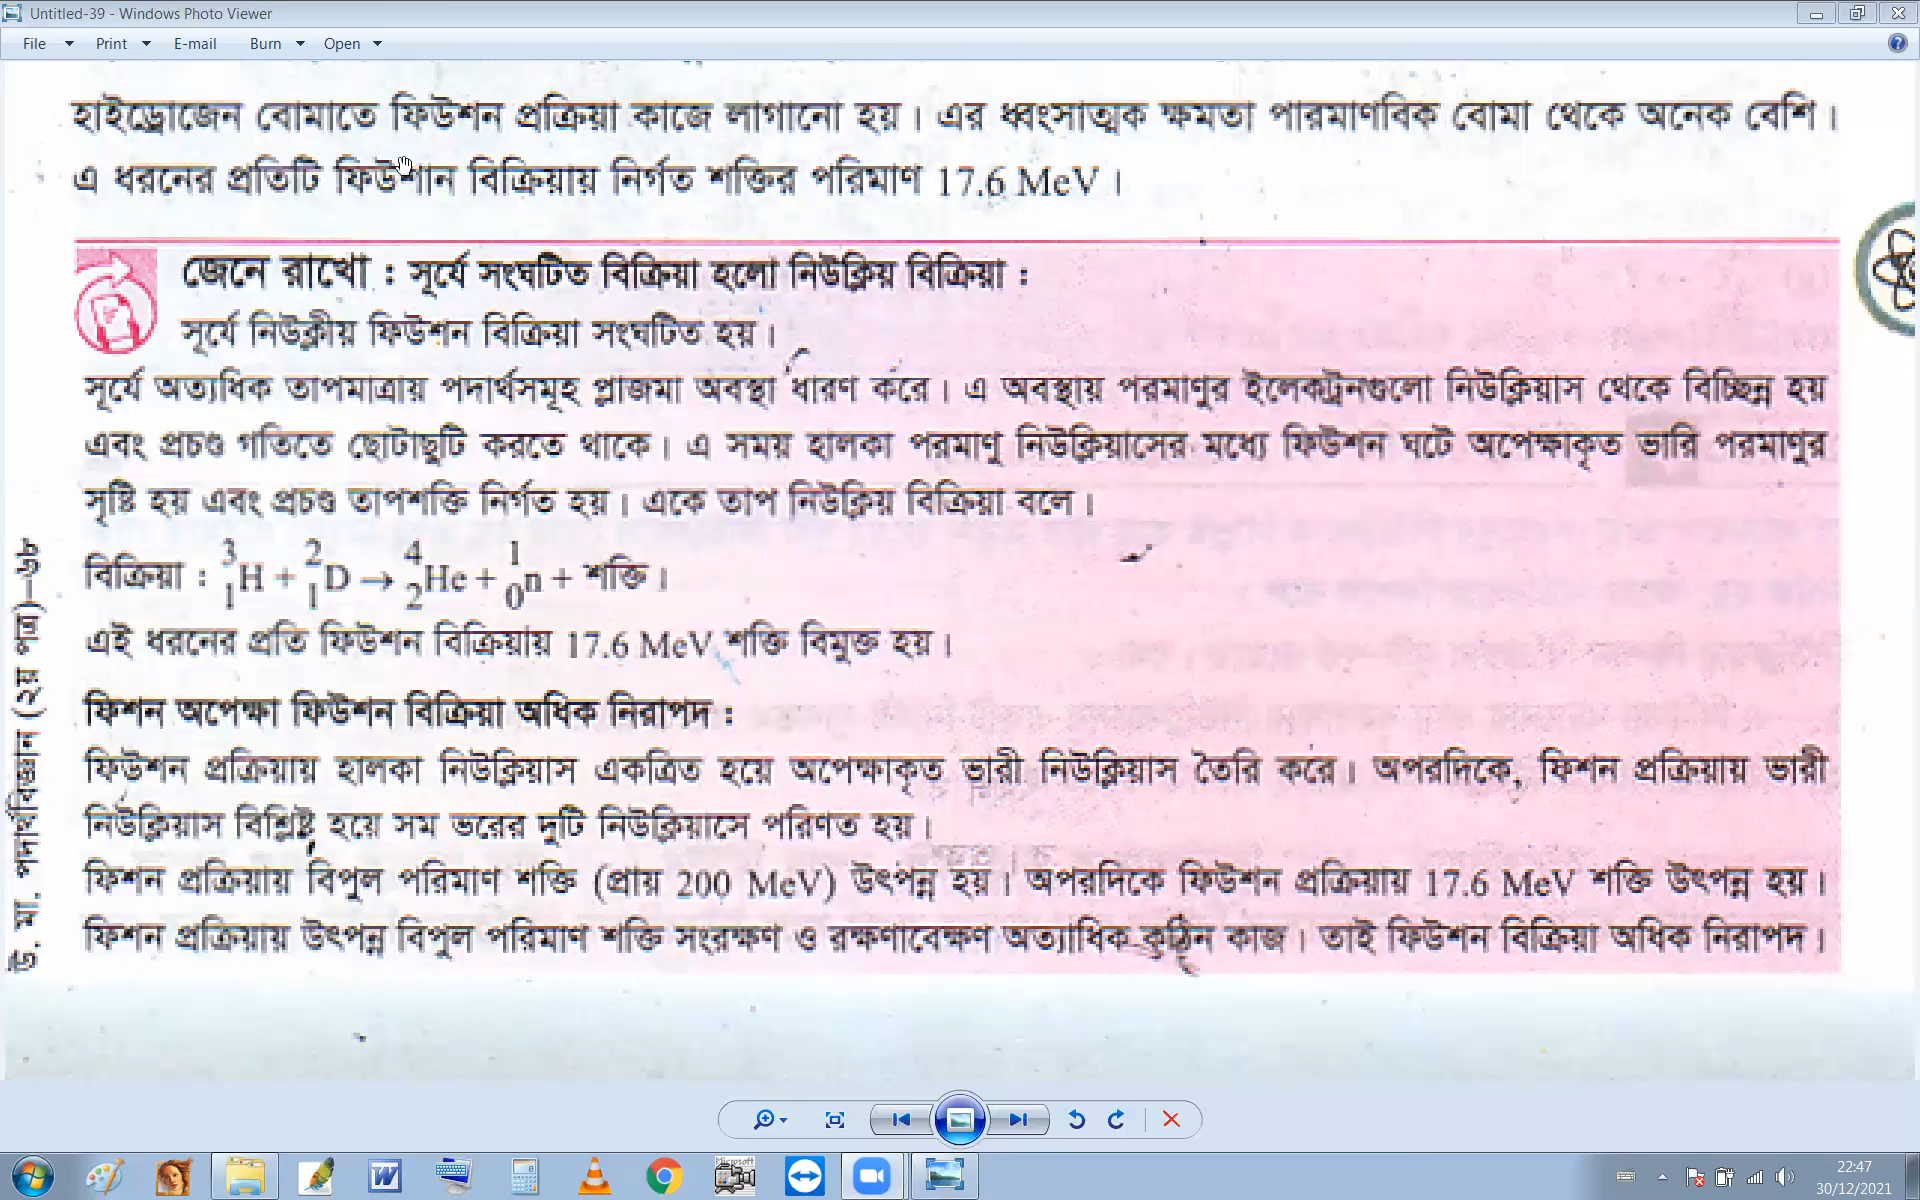 Untitled-39 - Windows Photo Viewer
File Print E-mail Burn Open
হাইড্রোজেন বোমাতে ফিউশন প্রক্রিয়া কাজে লাগানো হয়। এর ধ্বংসাত্মক ক্ষমতা পারমাণবিক বোমা থেকে অনেক বেশি।
এ ধরনের প্রতিটি ফিউশান বিক্রিয়ায় নির্গত শক্তির পরিমাণ 17.6 MeV।
জেনে রাখো : সূর্যে সংঘটিত বিক্রিয়া হলো নিউক্লিয় বিক্রিয়া :
সূর্যে নিউক্লীয় ফিউশন বিক্রিয়া সংঘটিত হয়।
সূর্যে অত্যধিক তাপমাত্রায় পদার্থসমূহ প্লাজমা অবস্থা ধারণ করে। এ অবস্থায় পরমাণুর ইলেকট্রনগুলো নিউক্লিয়াস থেকে বিচ্ছিন্ন হয়
এবং প্রচণ্ড গতিতে ছোটাছুটি করতে থাকে। এ সময় হালকা পরমাণু নিউক্লিয়াসের মধ্যে ফিউশন ঘটে অপেক্ষাকৃত ভারি পরমাণুর
সৃষ্টি হয় এবং প্রচণ্ড তাপশক্তি নির্গত হয়। একে তাপ নিউক্লিয় বিক্রিয়া বলে।
বিক্রিয়া : ³₁H + ²₁D → ⁴₂He + ¹₀n + শক্তি।
এই ধরনের প্রতি ফিউশন বিক্রিয়ায় 17.6 MeV শক্তি বিমুক্ত হয়।
ফিশন অপেক্ষা ফিউশন বিক্রিয়া অধিক নিরাপদ :
ফিউশন প্রক্রিয়ায় হালকা নিউক্লিয়াস একত্রিত হয়ে অপেক্ষাকৃত ভারী নিউক্লিয়াস তৈরি করে। অপরদিকে, ফিশন প্রক্রিয়ায় ভারী
নিউক্লিয়াস বিশ্লিষ্ট হয়ে সম ভরের দুটি নিউক্লিয়াসে পরিণত হয়।
ফিশন প্রক্রিয়ায় বিপুল পরিমাণ শক্তি (প্রায় 200 MeV) উৎপন্ন হয়। অপরদিকে ফিউশন প্রক্রিয়ায় 17.6 MeV শক্তি উৎপন্ন হয়।
ফিশন প্রক্রিয়ায় উৎপন্ন বিপুল পরিমাণ শক্তি সংরক্ষণ ও রক্ষণাবেক্ষণ অত্যাধিক কঠিন কাজ। তাই ফিউশন বিক্রিয়া অধিক নিরাপদ।
উ. মা. পদার্থবিজ্ঞান (২য় পত্র)—৬৮
22:47
30/12/2021